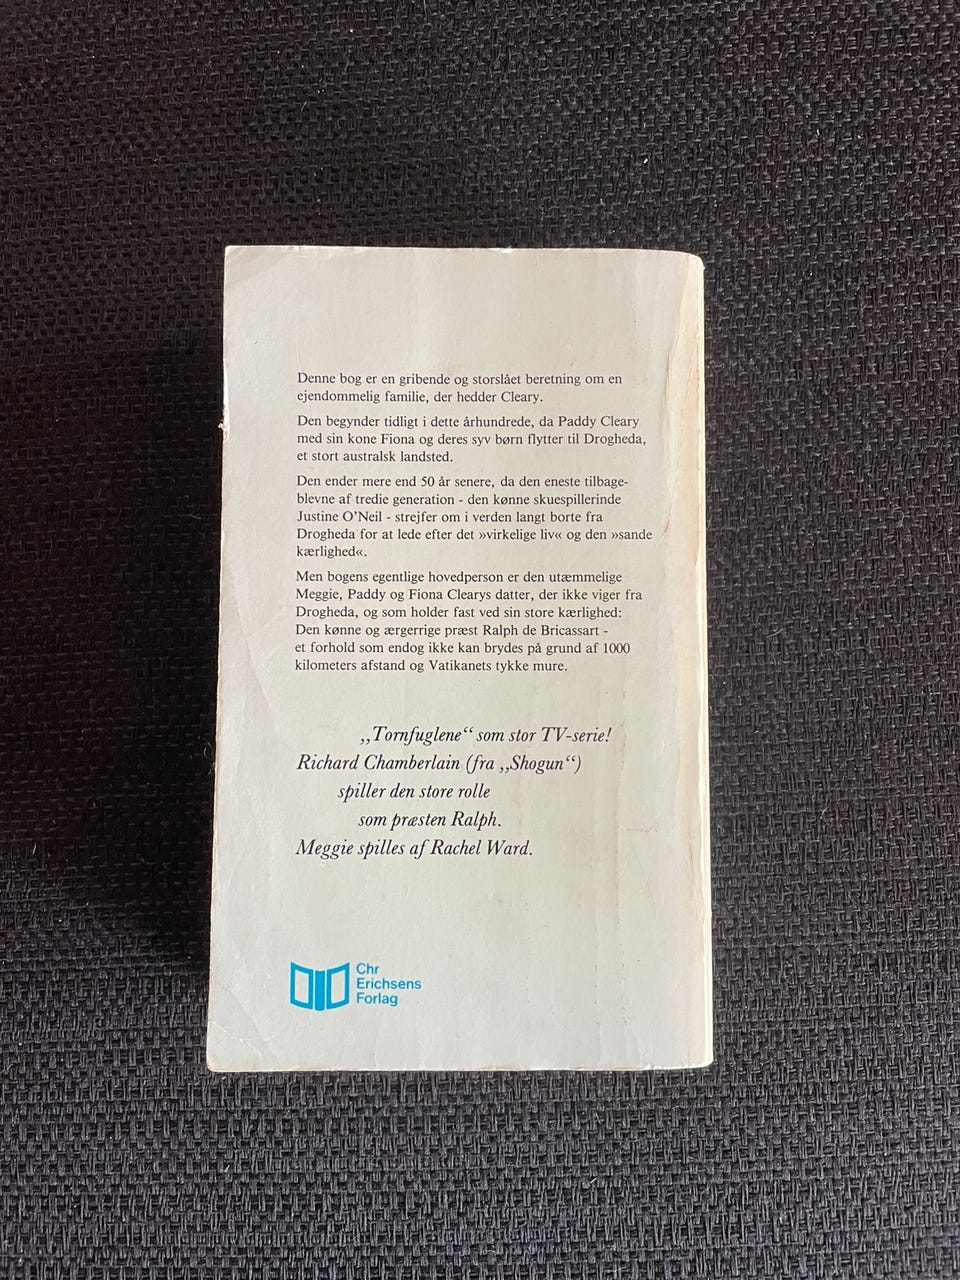 Denne bog er en gribende og storslået beretning om en
ejendommelig familie, der hedder Cleary.
Den begynder tidligt i dette århundrede, da Paddy Cleary
med sin kone Fiona og deres syv børn flytter til Drogheda,
et stort australsk landsted.
Den ender mere end 50 år senere, da den eneste tilbage-
blevne af tredie generation - den kønne skuespillerinde
Justine O'Neil - strejfer om i verden langt borte fra
Drogheda for at lede efter det »virkelige liv« og den »sande
kærlighed«.
Men bogens egentlige hovedperson er den utæmmelige
Meggie, Paddy og Fiona Clearys datter, der ikke viger fra
Drogheda, og som holder fast ved sin store kærlighed:
Den kønne og ærgerrige præst Ralph de Bricassart -
et forhold som endog ikke kan brydes på grund af 1000
kilometers afstand og Vatikanets tykke mure.
„Tornfuglene“ som stor TV-serie!
Richard Chamberlain (fra „Shogun“)
spiller den store rolle
som præsten Ralph.
Meggie spilles af Rachel Ward.
Chr
Erichsens
Forlag